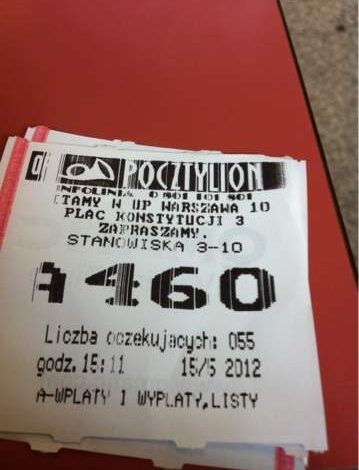 POCZTYLION
INFOLINIA 0 801 101 801
ITAMY W UP WARSZAWA 10
PLAC KONSTYTUCJI 3
ZAPRASZAMY.
STANOWISKA 3-10
A460
Liczba oczekujacych: 055
godz. 15:11 15/5 2012
A-WPLATY I WYPLATY,LISTY